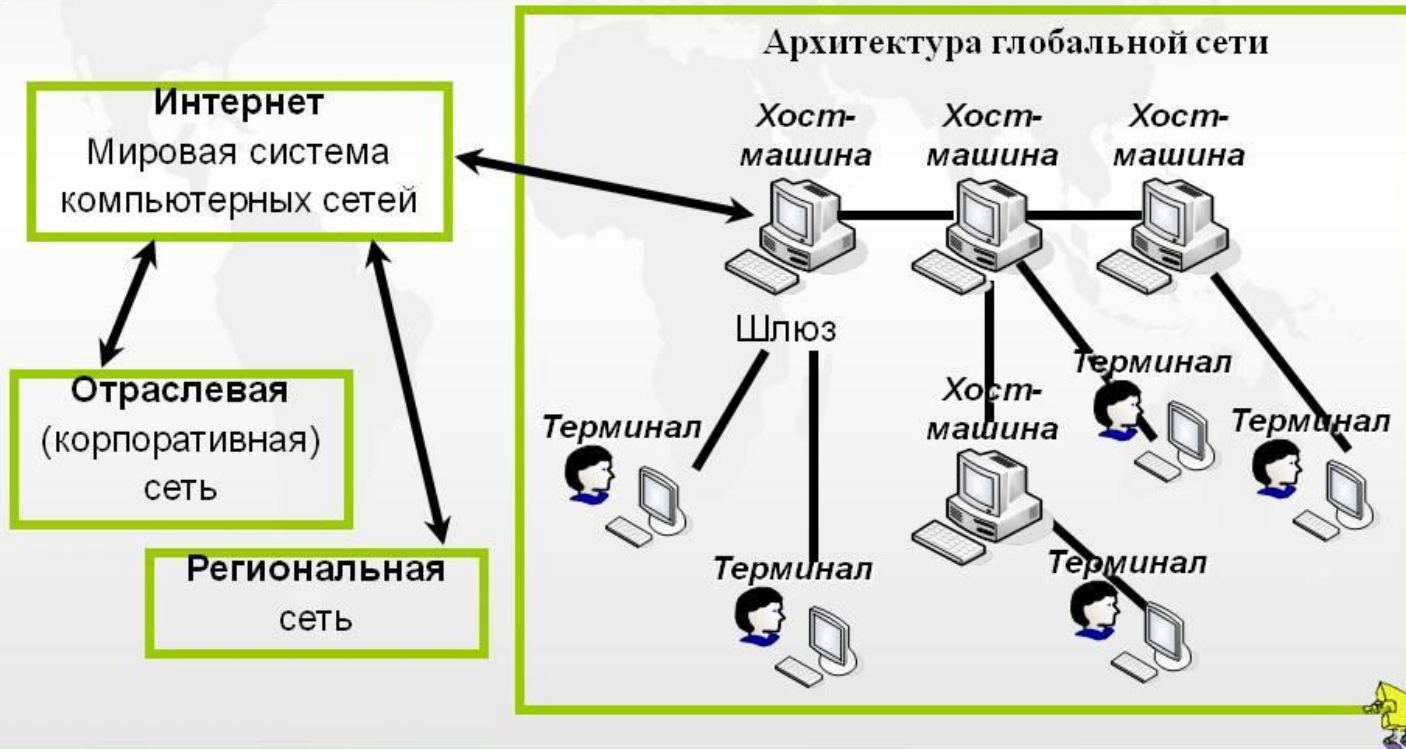 Архитектура глобальной сети
Интернет
Мировая система
компьютерных сетей
Отраслевая
(корпоративная)
сеть
Региональная
сеть
Хост-
машина
Хост-
машина
Хост-
машина
Шлюз
Терминал
Терминал
Хост-
машина
Терминал
Терминал
Терминал